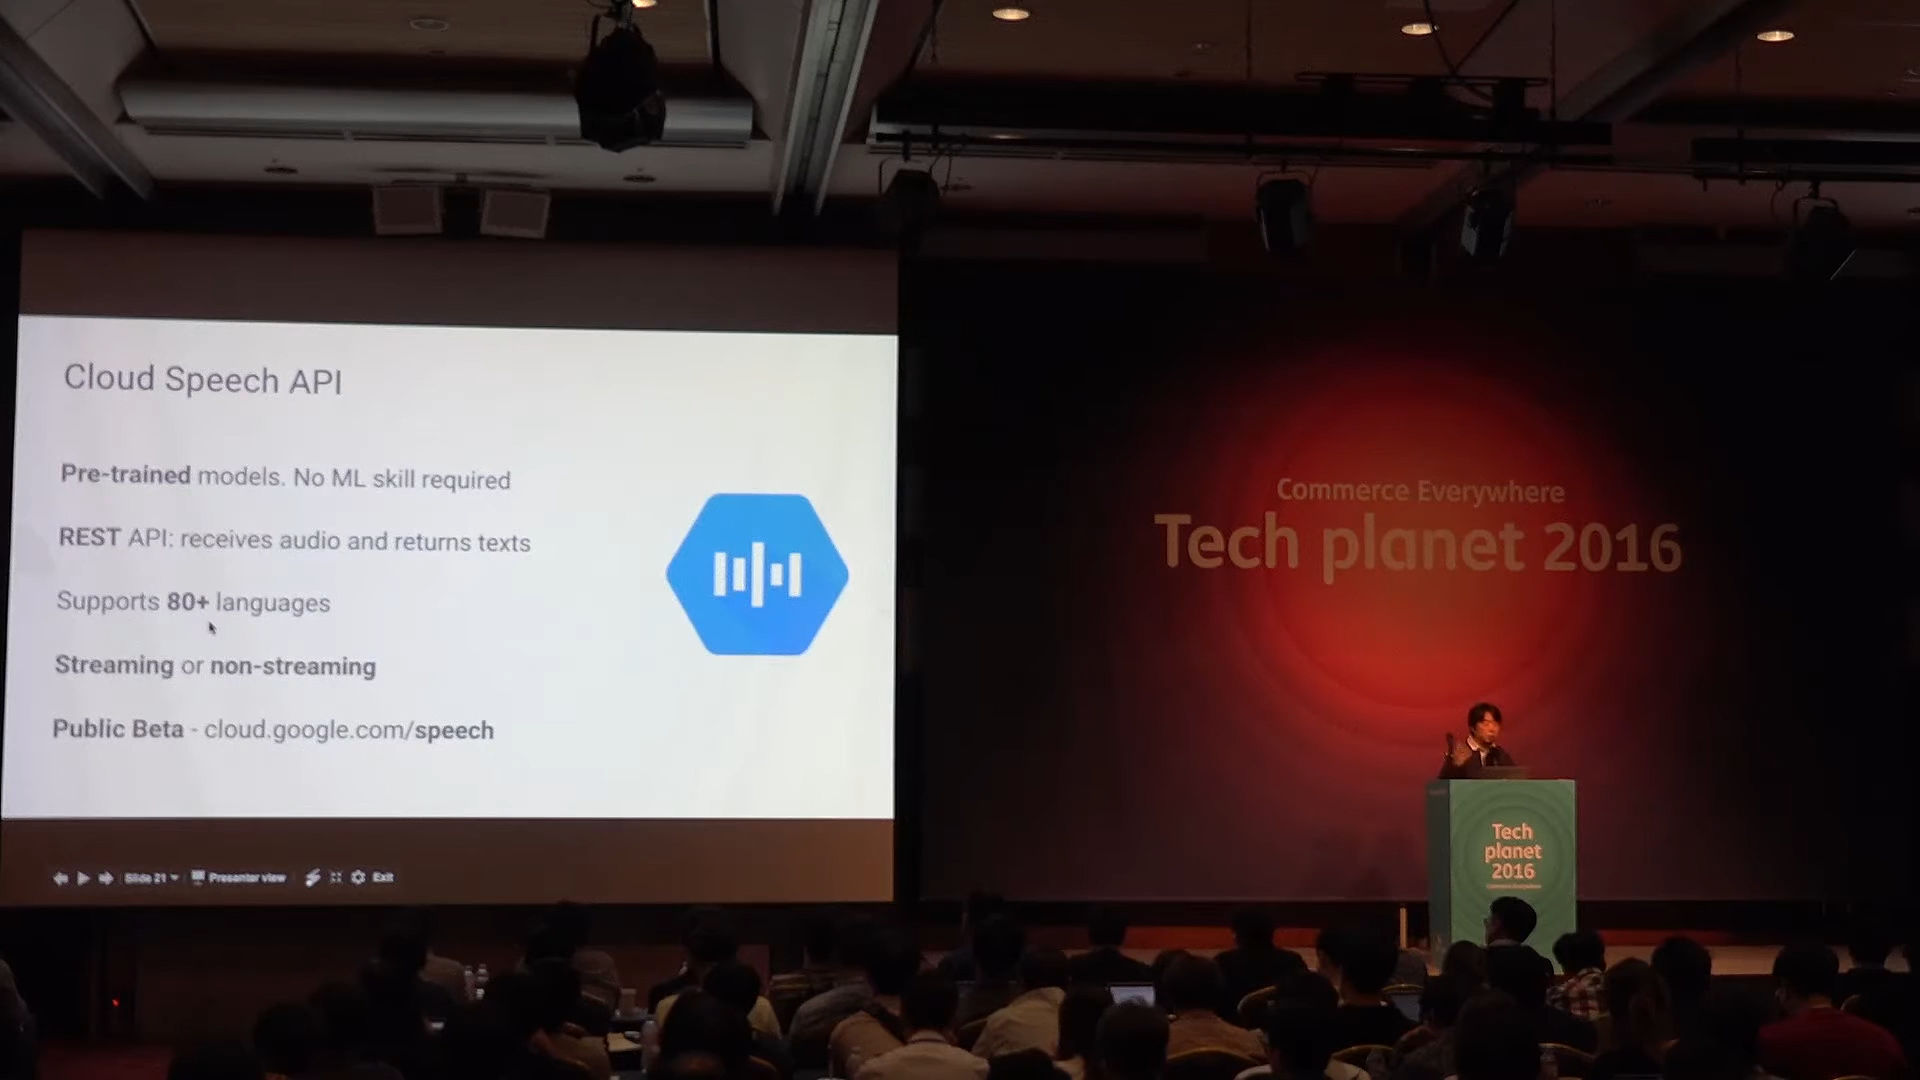 Cloud Speech API
Pre-trained models. No ML skill required
REST API: receives audio and returns texts
Supports 80+ languages
Streaming or non-streaming
Public Beta - cloud.google.com/speech
Slide 21
Presenter view
Exit
Commerce Everywhere
Tech planet 2016
Tech
planet
2016
Commerce Everywhere